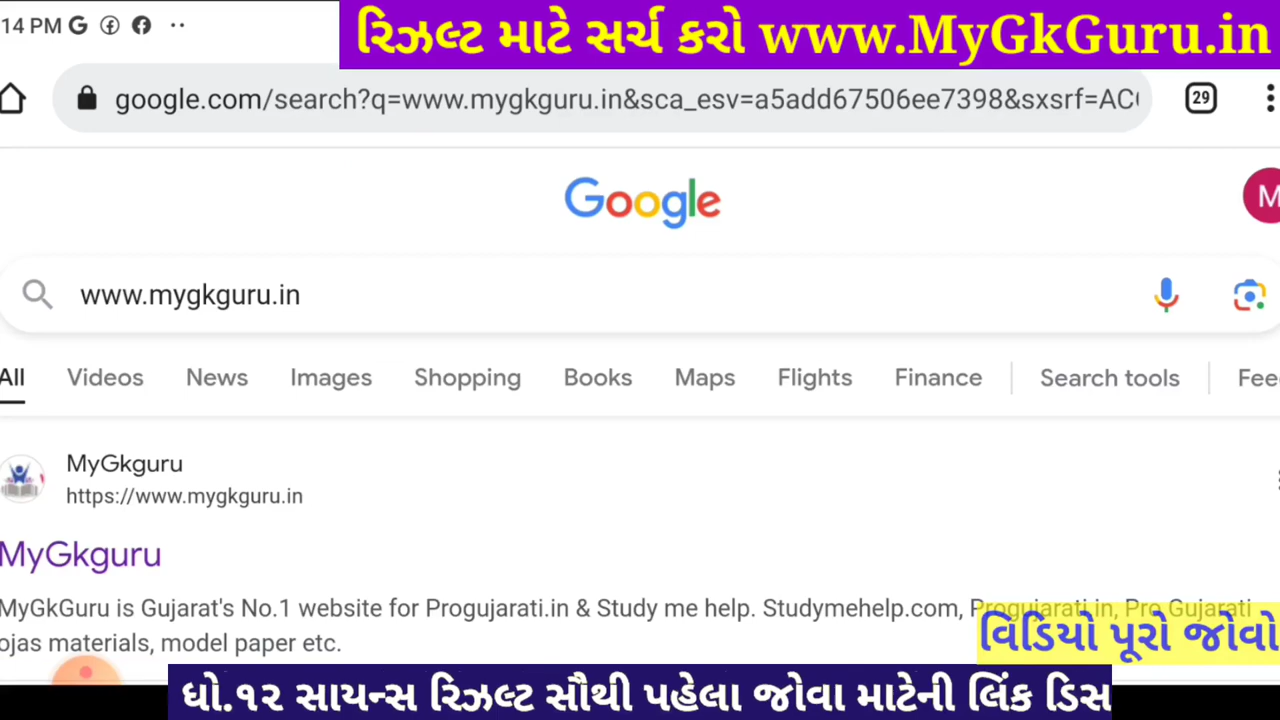 14 PM
રિઝલ્ટ માટે સર્ચ કરો www.MyGkGuru.in
google.com/search?q=www.mygkguru.in&sca_esv=a5add67506ee7398&sxsrf=AC
29
Google
M
www.mygkguru.in
All Videos News Images Shopping Books Maps Flights Finance Search tools Fee
MyGkguru
https://www.mygkguru.in
MyGkguru
MyGkGuru is Gujarat's No.1 website for Progujarati.in & Study me help. Studymehelp.com, Progujarati.in, Pro Gujarati
ojas materials, model paper etc.
વિડિયો પૂરો જોવો
ધો.૧૨ સાયન્સ રિઝલ્ટ સૌથી પહેલા જોવા માટેની લિંક ડિસ